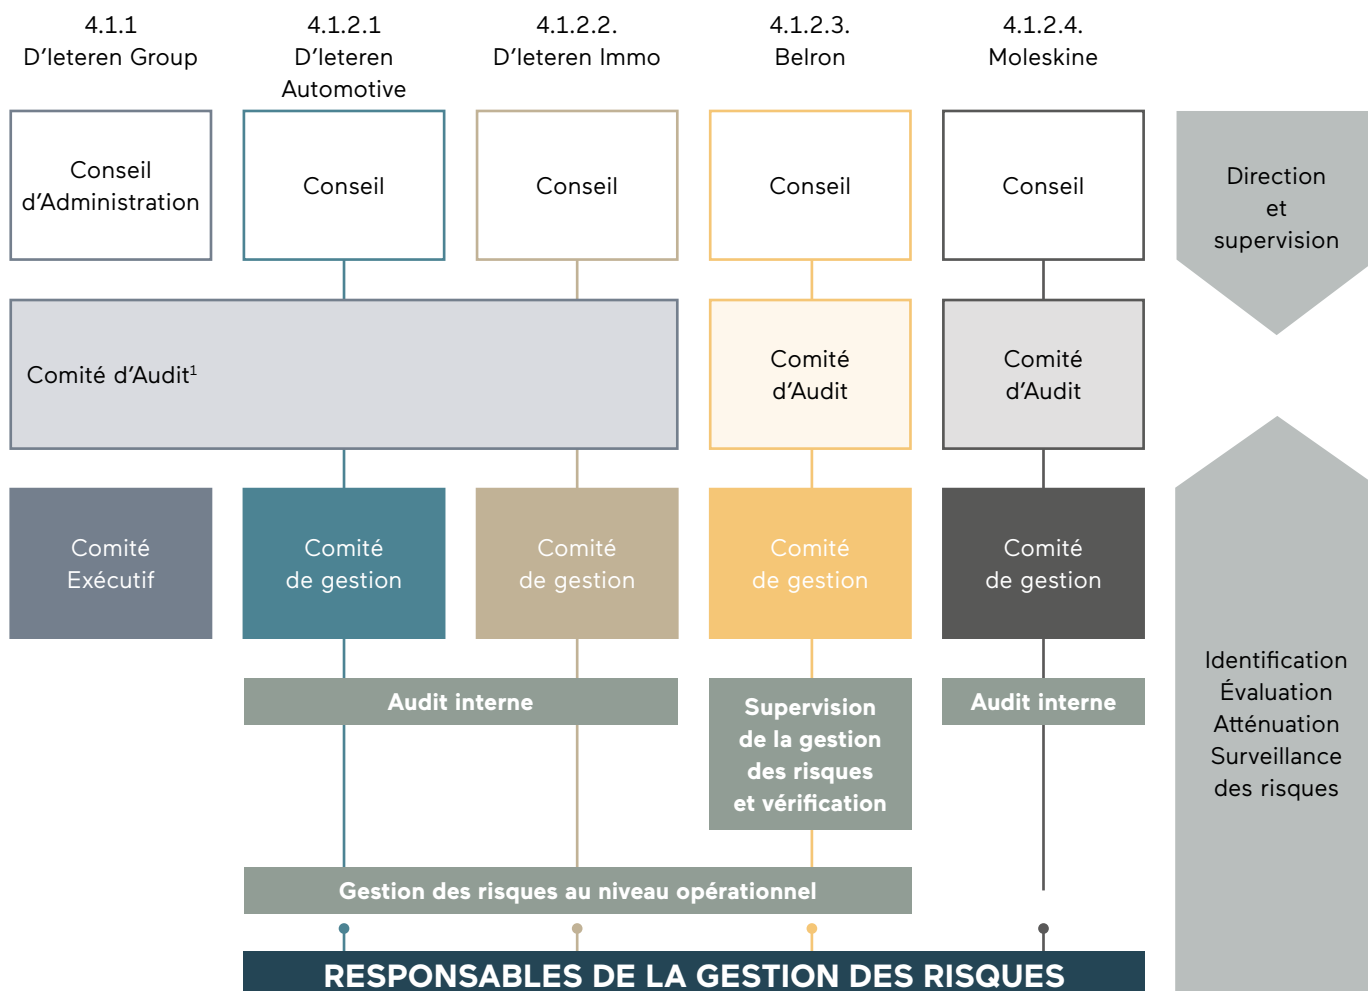 4.1.1
D'Ieteren Group
4.1.2.1
D'Ieteren
Automotive
4.1.2.2.
D'Ieteren Immo
4.1.2.3.
Belron
4.1.2.4.
Moleskine
Conseil
d'Administration
Conseil
Conseil
Conseil
Conseil
Direction
et
supervision
Comité d'Audit¹
Comité
d'Audit
Comité
d'Audit
Comité
Exécutif
Comité
de gestion
Comité
de gestion
Comité
de gestion
Comité
de gestion
Identification
Évaluation
Atténuation
Surveillance
des risques
Audit interne
Supervision
de la gestion
des risques
et vérification
Audit interne
Gestion des risques au niveau opérationnel
RESPONSABLES DE LA GESTION DES RISQUES